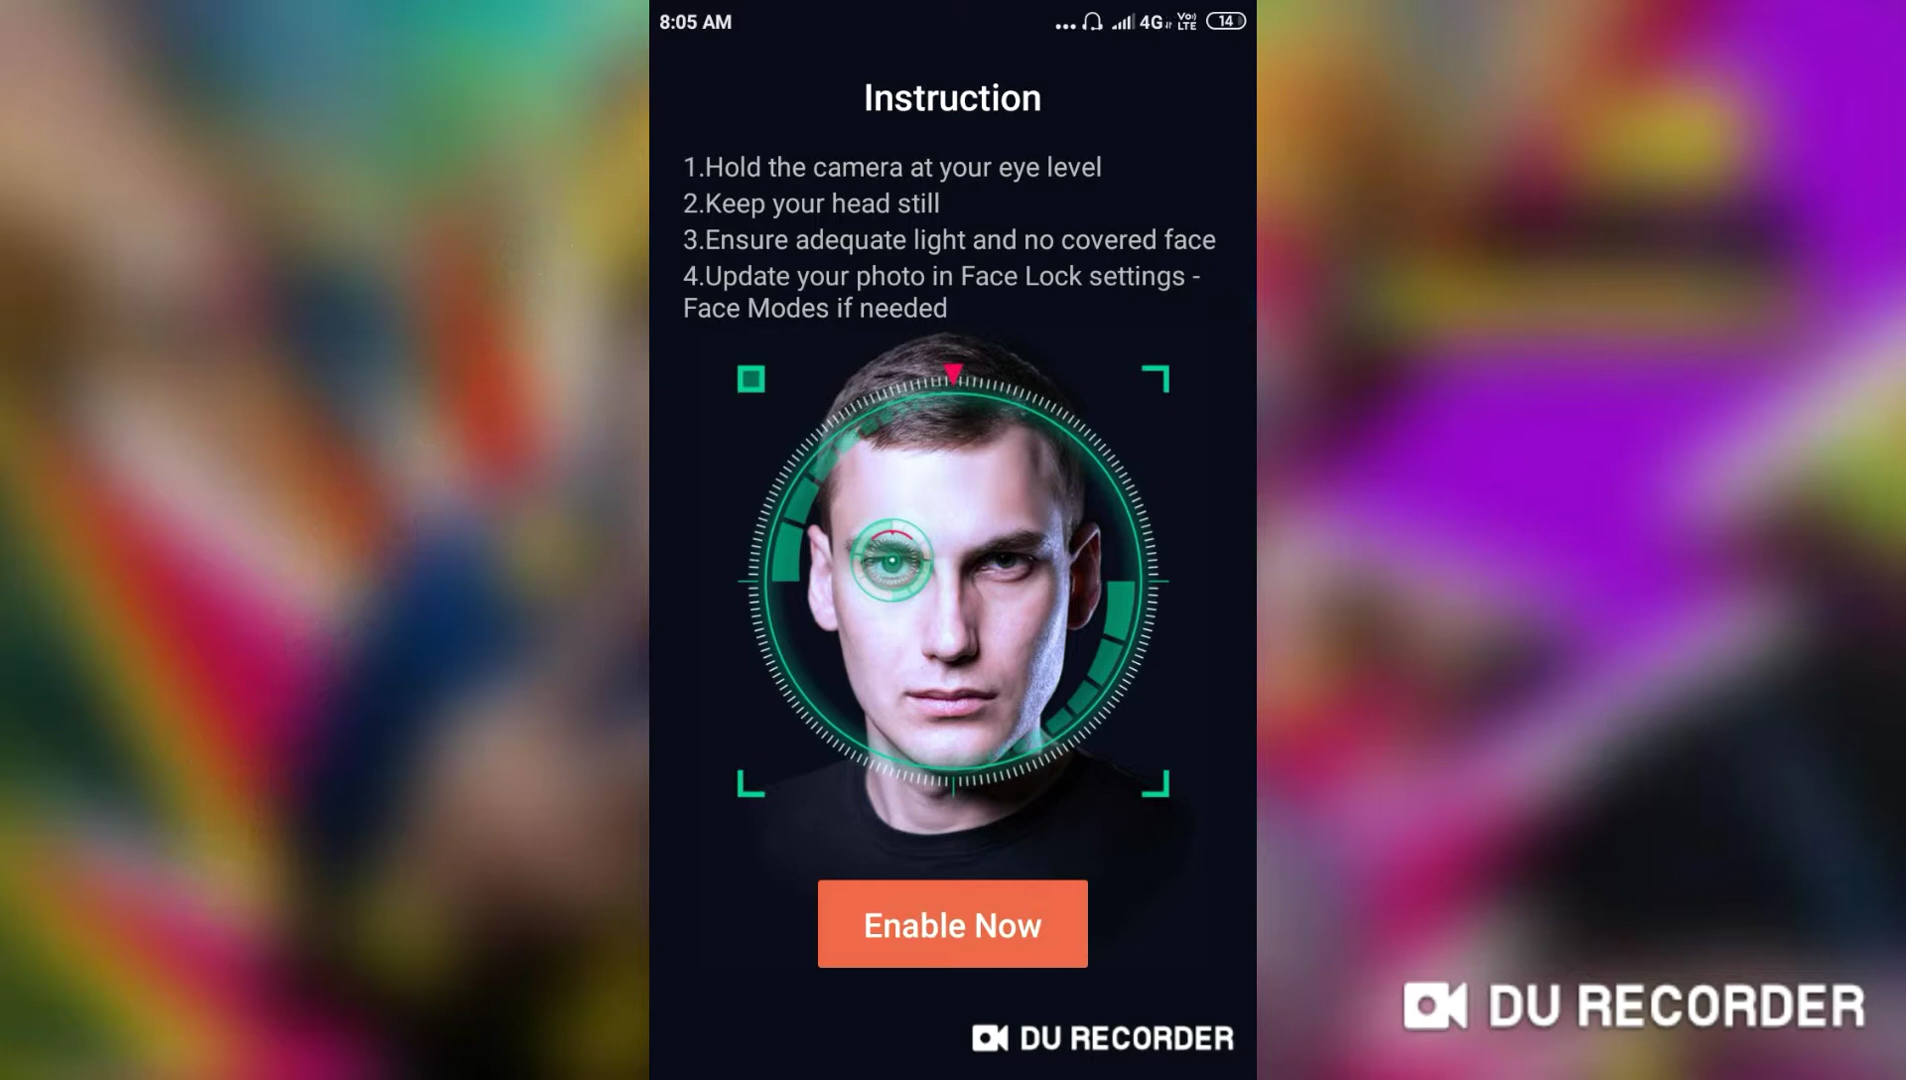 8:05 AM
4G Vo) LTE 14
Instruction
1.Hold the camera at your eye level
2.Keep your head still
3.Ensure adequate light and no covered face
4.Update your photo in Face Lock settings -
Face Modes if needed
Enable Now
DU RECORDER
DU RECORDER